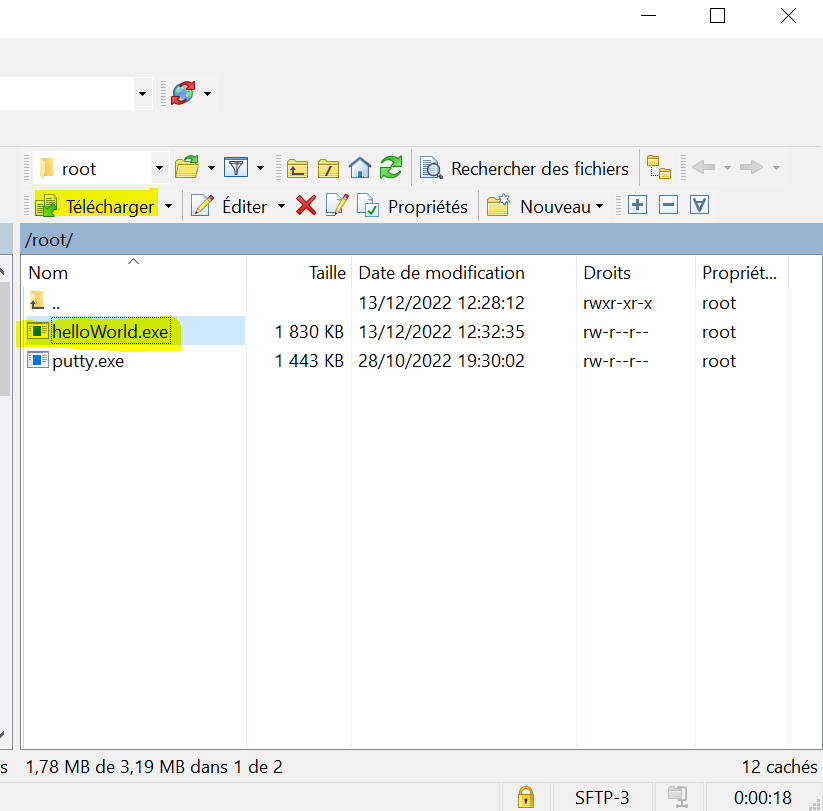 root
Rechercher des fichiers
Télécharger Éditer Propriétés Nouveau
/root/
Nom Taille Date de modification Droits Propriét...
.. 13/12/2022 12:28:12 rwxr-xr-x root
helloWorld.exe 1 830 KB 13/12/2022 12:32:35 rw-r--r-- root
putty.exe 1 443 KB 28/10/2022 19:30:02 rw-r--r-- root
s 1,78 MB de 3,19 MB dans 1 de 2 12 cachés
SFTP-3 0:00:18